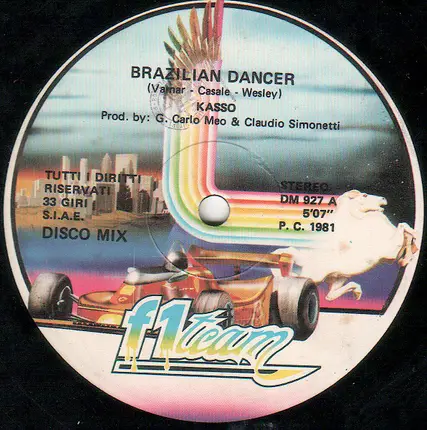 BRAZILIAN DANCER
(Vamar - Casale - Wesley)
KASSO
Prod. by: G. Carlo Meo & Claudio Simonetti
TUTTI I DIRITTI
RISERVATI
33 GIRI
S.I.A.E.
DISCO MIX
STEREO
DM 927 A
5'07"
P. C. 1981
f1 team